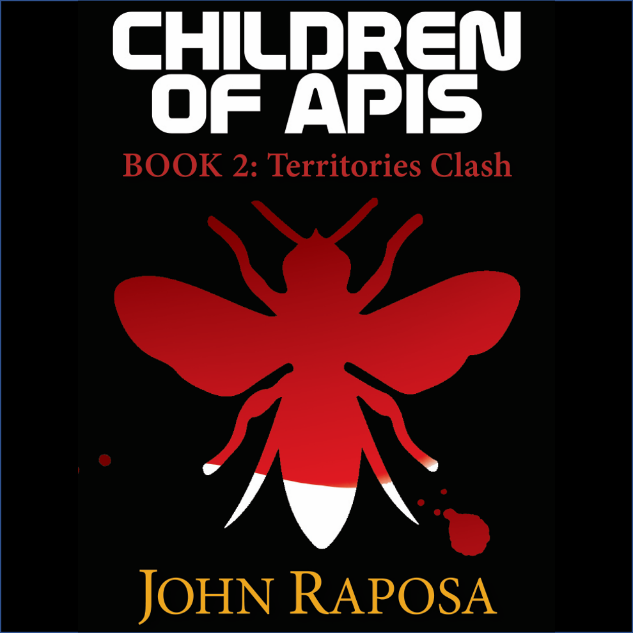 CHILDREN
OF APIS
BOOK 2: Territories Clash
JOHN RAPOSA